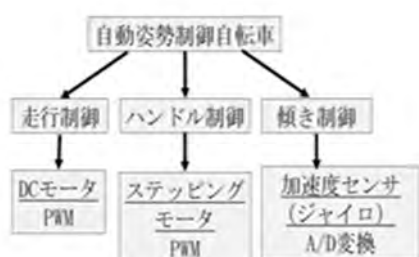 自動姿勢制御自転車
走行制御
ハンドル制御
傾き制御
DCモータ
PWM
ステッピング
モータ
PWM
加速度センサ
(ジャイロ)
A/D変換